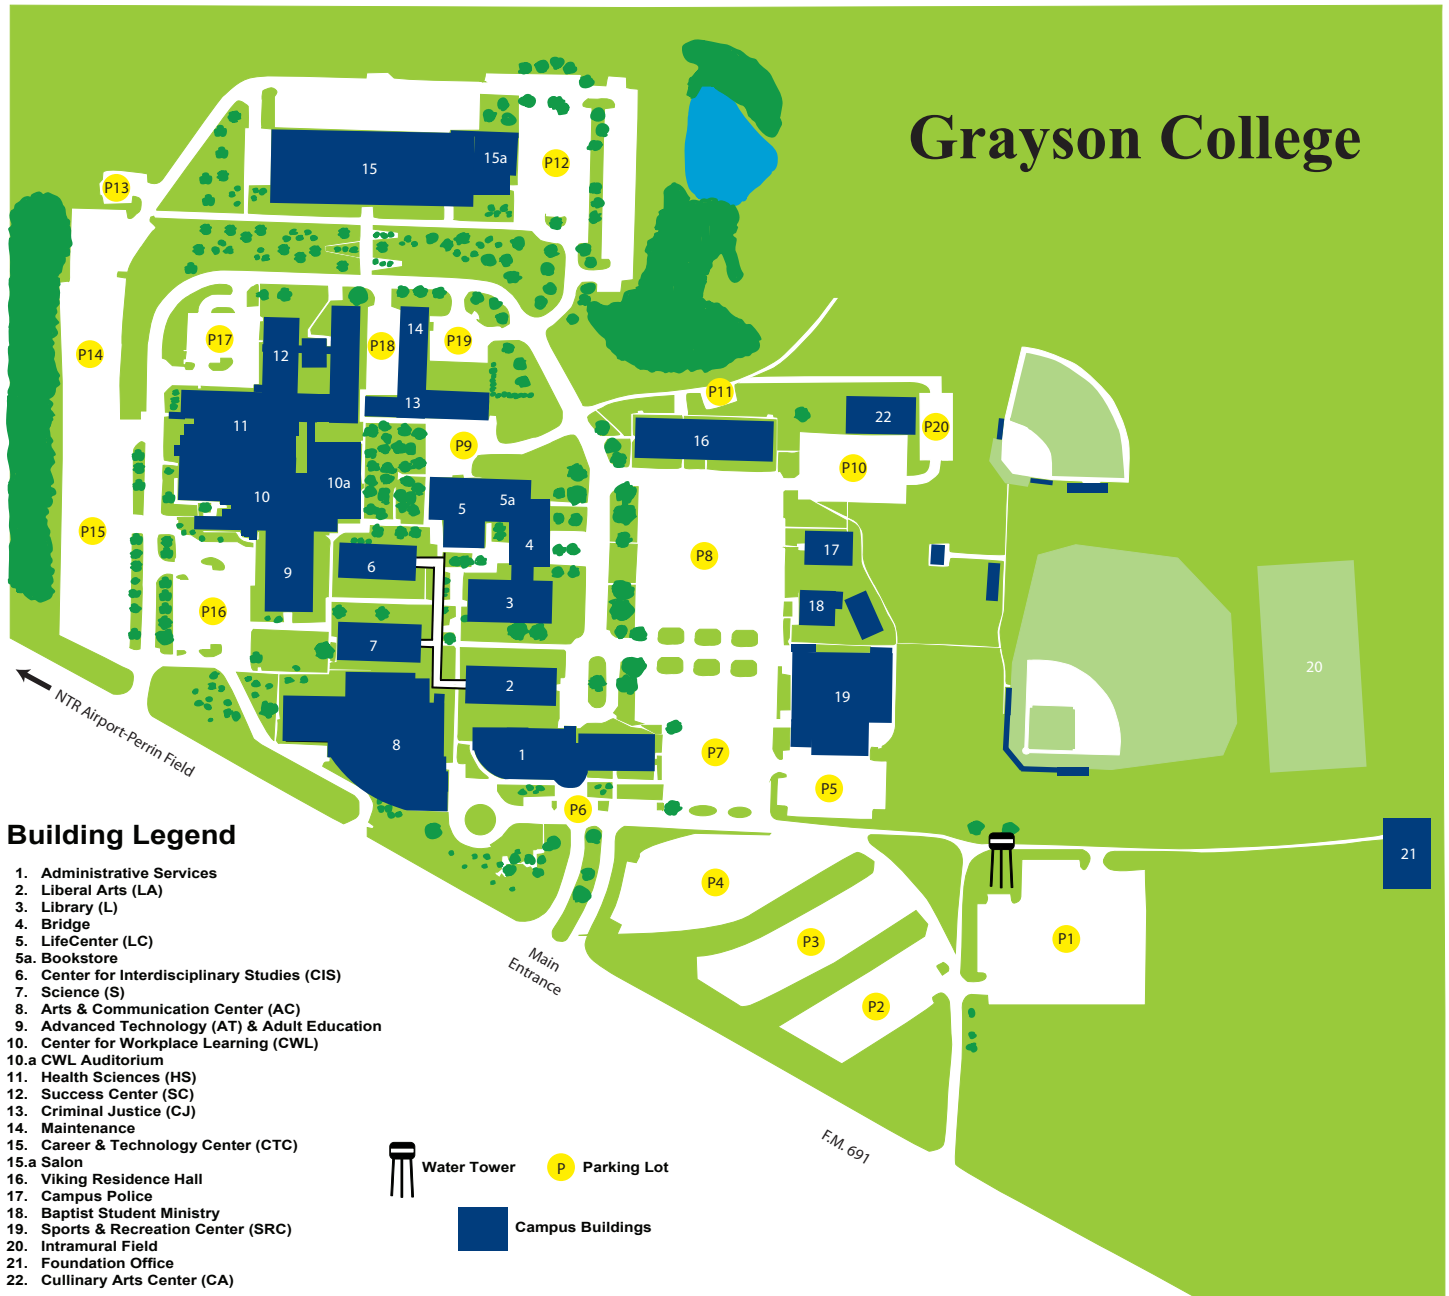 Grayson College
15
15a
P12
P13
14
P17
P18
P19
12
P14
P11
13
22
11
P20
16
P9
P10
10a
5a
10
5
P15
4
P8
17
6
9
3
18
P16
7
20
2
19
NTR Airport-Perrin Field
8
1
P7
P5
P6
21
P4
P3
P1
Main
Entrance
P2
F.M. 691
Building Legend
1. Administrative Services
2. Liberal Arts (LA)
3. Library (L)
4. Bridge
5. LifeCenter (LC)
5a. Bookstore
6. Center for Interdisciplinary Studies (CIS)
7. Science (S)
8. Arts & Communication Center (AC)
9. Advanced Technology (AT) & Adult Education
10. Center for Workplace Learning (CWL)
10.a CWL Auditorium
11. Health Sciences (HS)
12. Success Center (SC)
13. Criminal Justice (CJ)
14. Maintenance
15. Career & Technology Center (CTC)
15.a Salon
16. Viking Residence Hall
17. Campus Police
18. Baptist Student Ministry
19. Sports & Recreation Center (SRC)
20. Intramural Field
21. Foundation Office
22. Cullinary Arts Center (CA)
Water Tower
P Parking Lot
Campus Buildings